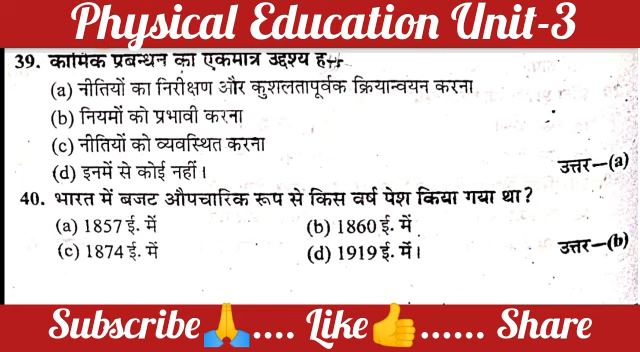 Physical Education Unit-3
39. कार्मिक प्रबन्धन का एकमात्र उद्देश्य है—
(a) नीतियों का निरीक्षण और कुशलतापूर्वक क्रियान्वयन करना
(b) नियमों को प्रभावी करना
(c) नीतियों को व्यवस्थित करना
(d) इनमें से कोई नहीं। उत्तर—(a)
40. भारत में बजट औपचारिक रूप से किस वर्ष पेश किया गया था?
(a) 1857 ई. में (b) 1860 ई. में
(c) 1874 ई. में (d) 1919 ई. में। उत्तर—(b)
Subscribe🙏.... Like👍...... Share